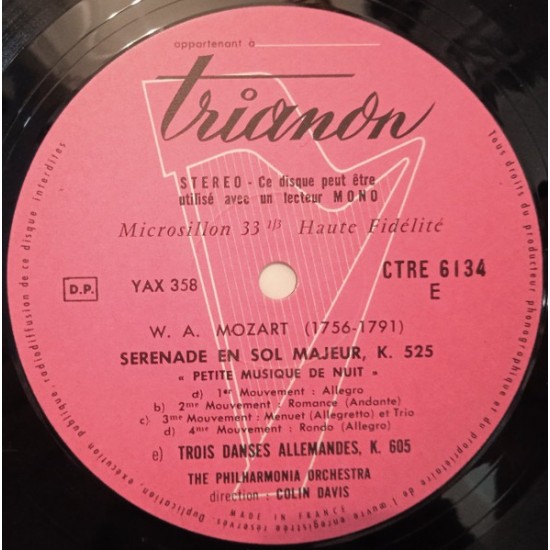 appartenant à
Trianon
STEREO - Ce disque peut être
utilisé avec un lecteur MONO
Microsillon 33 1/3 Haute Fidélité
D.P.
YAX 358
CTRE 6134
E
W. A. MOZART (1756-1791)
SERENADE EN SOL MAJEUR, K. 525
« PETITE MUSIQUE DE NUIT »
a) 1er Mouvement : Allegro
b) 2me Mouvement : Romance (Andante)
c) 3me Mouvement : Menuet (Allegretto) et Trio
d) 4me Mouvement : Rondo (Allegro)
e) TROIS DANSES ALLEMANDES, K. 605
THE PHILHARMONIA ORCHESTRA
direction : COLIN DAVIS
MADE IN FRANCE
Tous droits du producteur phonographique et du propriétaire de l'œuvre enregistrée réservés. Duplication, exécution publique, radiodiffusion de ce disque interdites